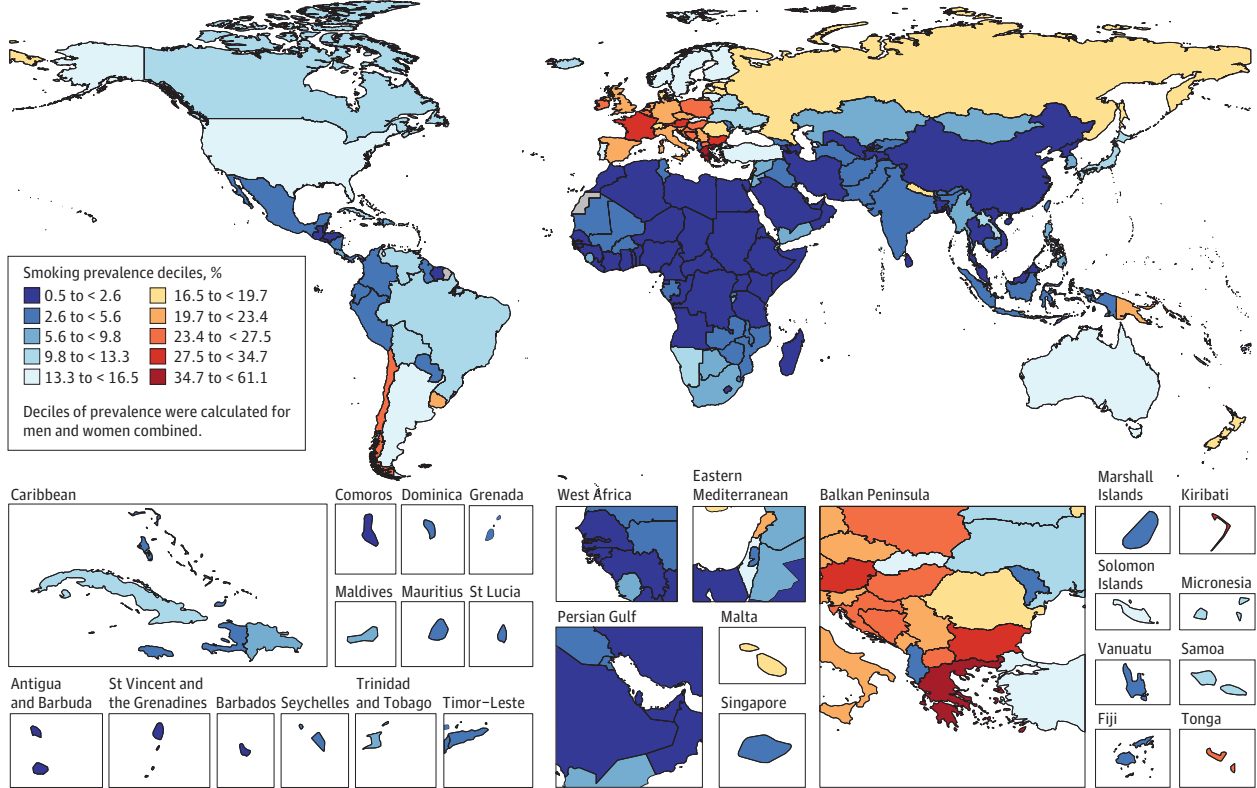 Smoking prevalence deciles, %
0.5 to < 2.6
2.6 to < 5.6
5.6 to < 9.8
9.8 to < 13.3
13.3 to < 16.5
16.5 to < 19.7
19.7 to < 23.4
23.4 to < 27.5
27.5 to < 34.7
34.7 to < 61.1
Deciles of prevalence were calculated for
men and women combined.
Caribbean
Comoros
Dominica
Grenada
Maldives
Mauritius
St Lucia
Antigua
and Barbuda
St Vincent and
the Grenadines
Barbados
Seychelles
Trinidad
and Tobago
Timor–Leste
West Africa
Eastern
Mediterranean
Persian Gulf
Malta
Singapore
Balkan Peninsula
Marshall
Islands
Kiribati
Solomon
Islands
Micronesia
Vanuatu
Samoa
Fiji
Tonga